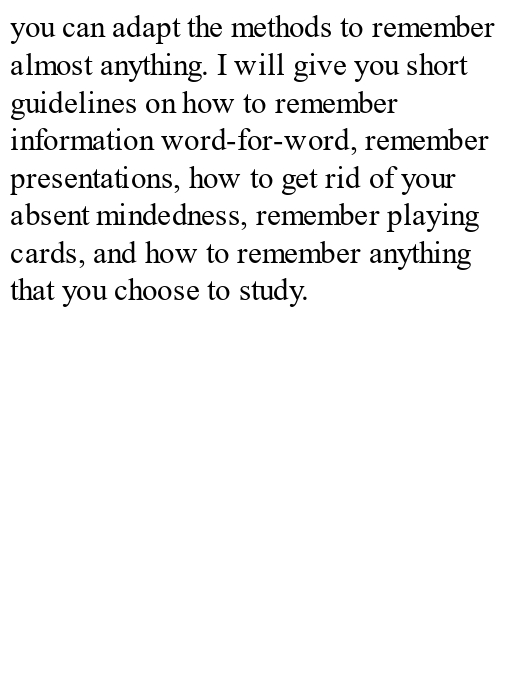 you can adapt the methods to remember
almost anything. I will give you short
guidelines on how to remember
information word-for-word, remember
presentations, how to get rid of your
absent mindedness, remember playing
cards, and how to remember anything
that you choose to study.